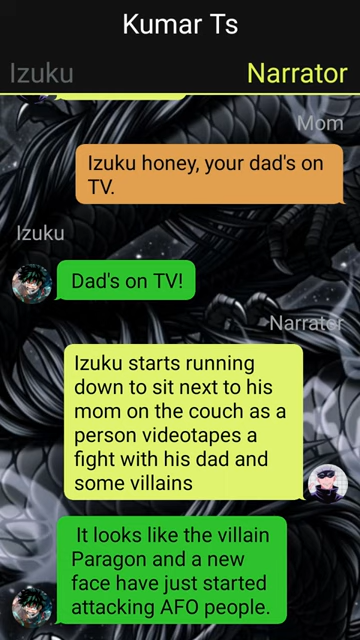 Kumar Ts
Izuku
Narrator
Mom
Izuku honey, your dad's on
TV.
Izuku
Dad's on TV!
Narrator
Izuku starts running
down to sit next to his
mom on the couch as a
person videotapes a
fight with his dad and
some villains
It looks like the villain
Paragon and a new
face have just started
attacking AFO people.